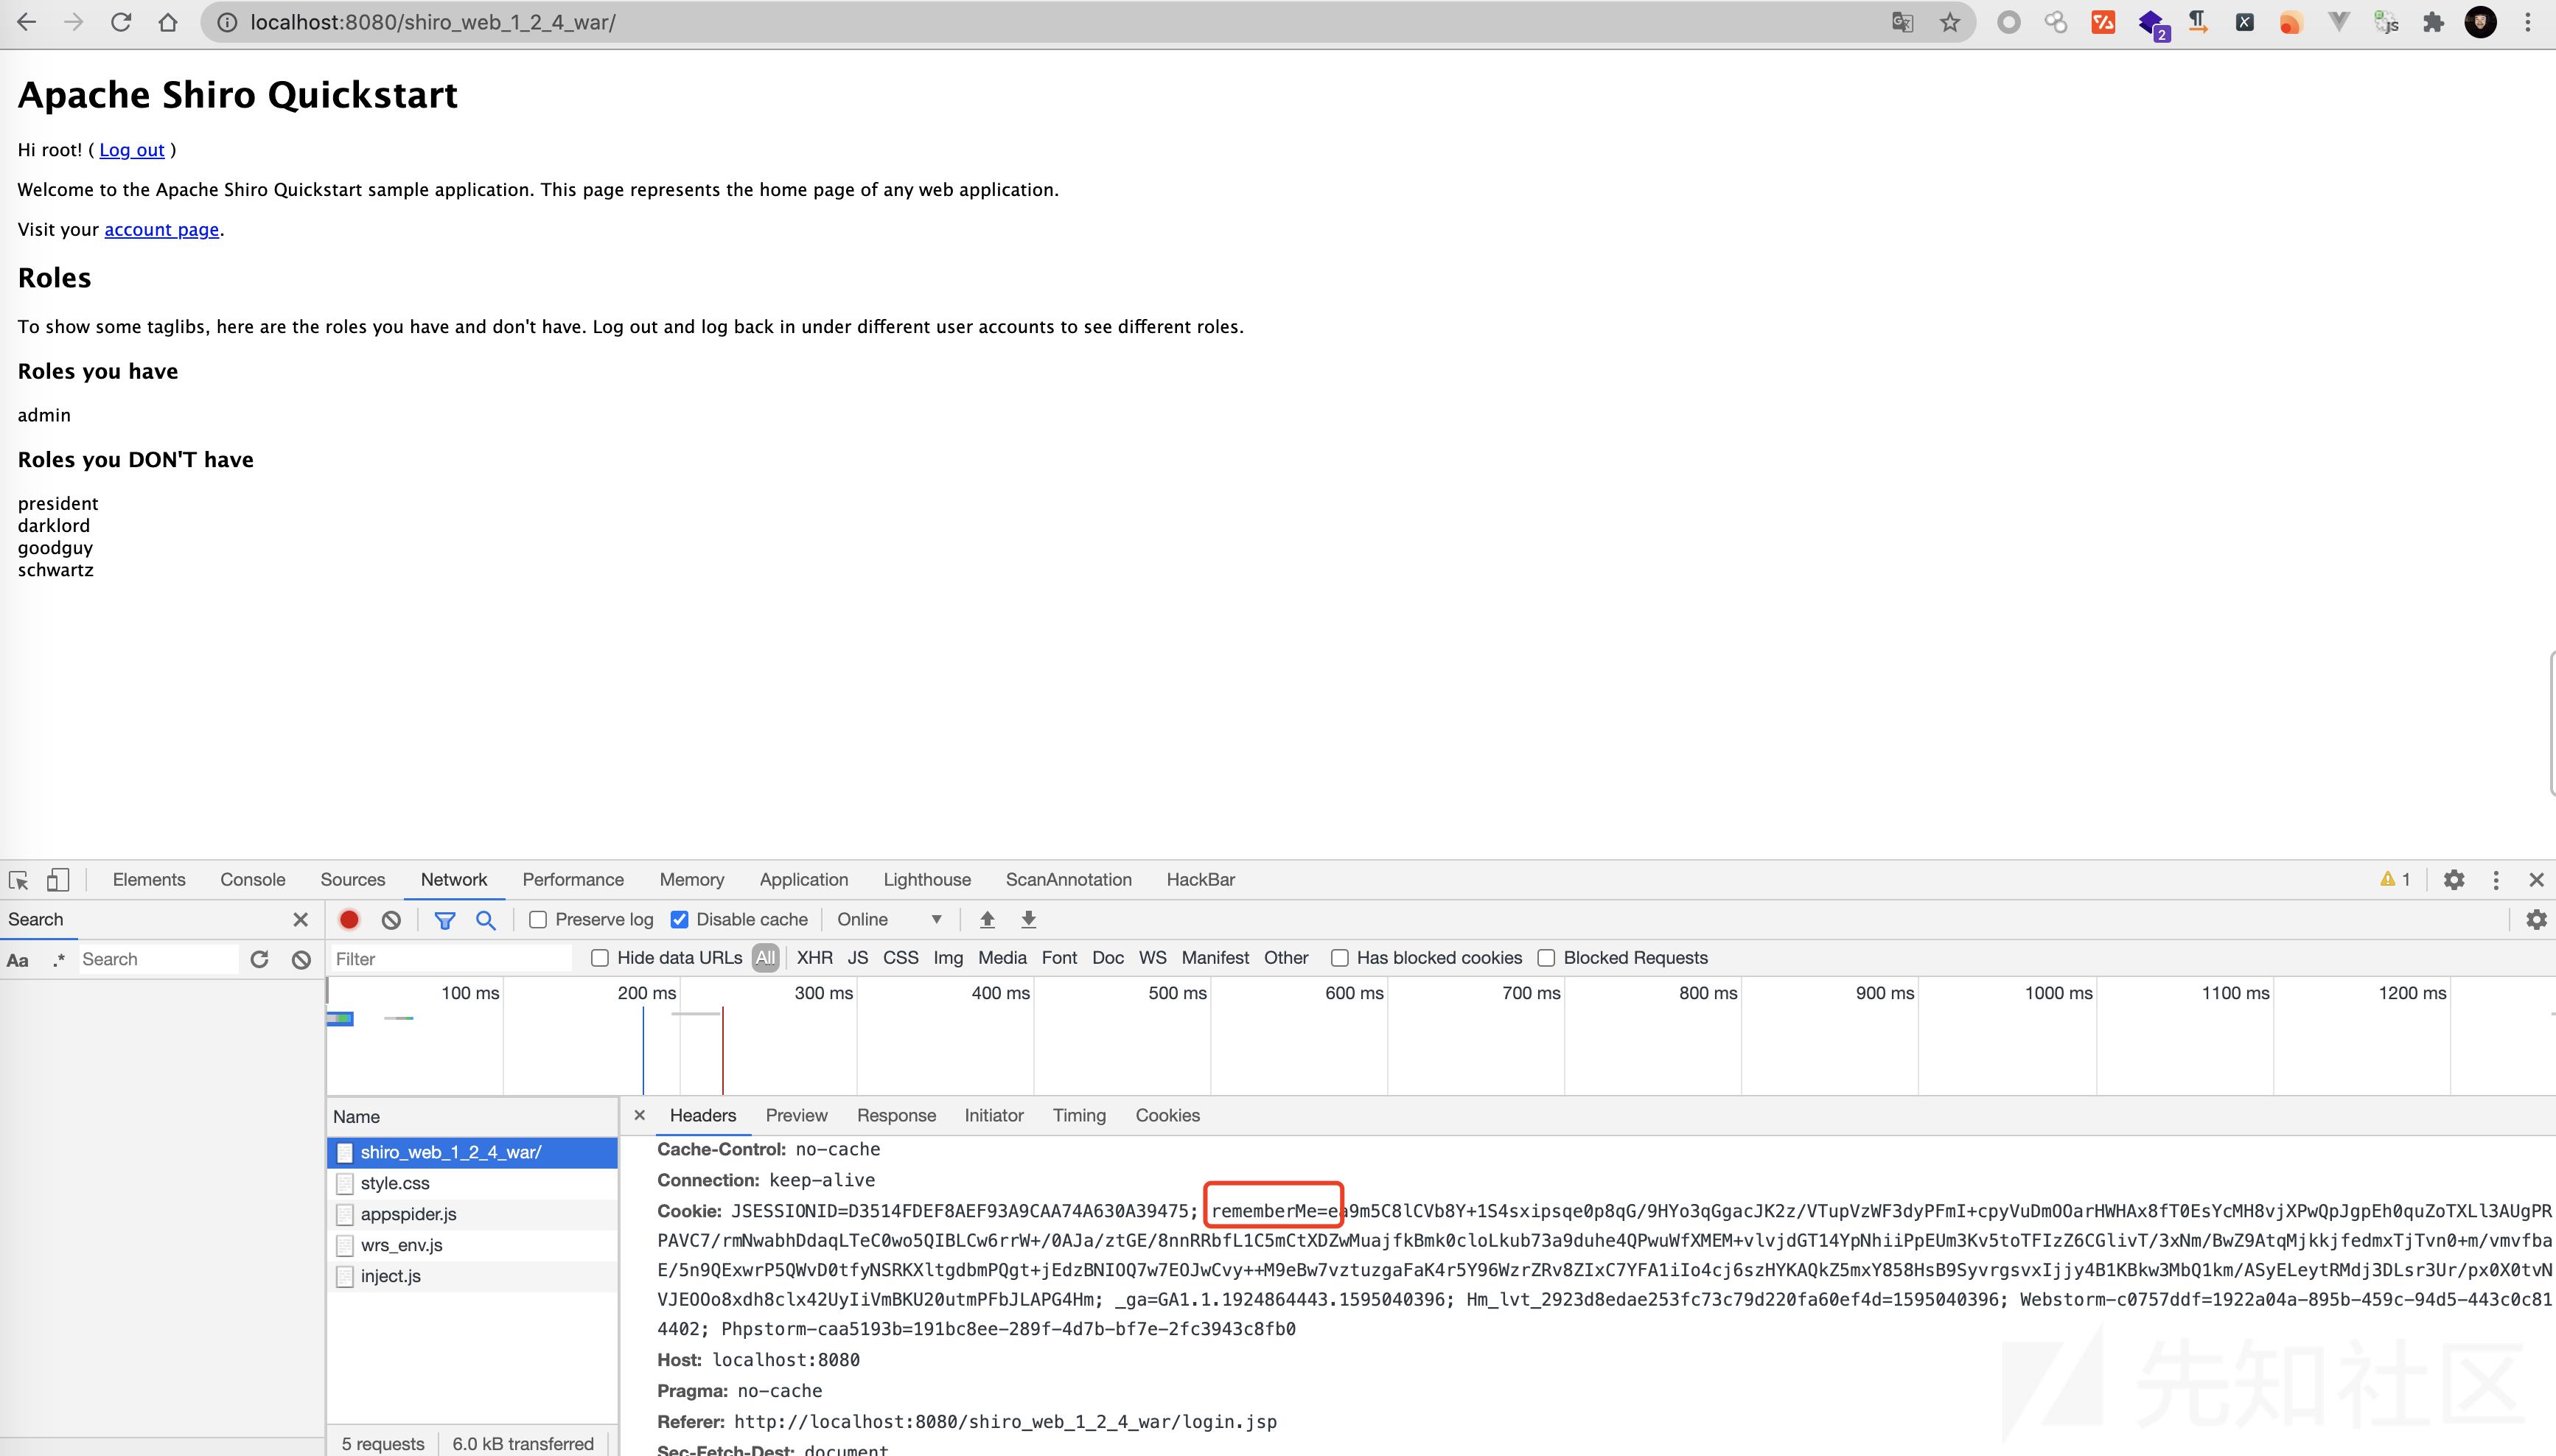 localhost:8080/shiro_web_1_2_4_war/
2
JS
Apache Shiro Quickstart
Hi root! ( Log out )
Welcome to the Apache Shiro Quickstart sample application. This page represents the home page of any web application.
Visit your account page.
Roles
To show some taglibs, here are the roles you have and don't have. Log out and log back in under different user accounts to see different roles.
Roles you have
admin
Roles you DON'T have
president
darklord
goodguy
schwartz
Elements Console Sources Network Performance Memory Application Lighthouse ScanAnnotation HackBar 1
Search Preserve log Disable cache Online
Aa .* Search Filter Hide data URLs All XHR JS CSS Img Media Font Doc WS Manifest Other Has blocked cookies Blocked Requests
100 ms 200 ms 300 ms 400 ms 500 ms 600 ms 700 ms 800 ms 900 ms 1000 ms 1100 ms 1200 ms
Name
shiro_web_1_2_4_war/
style.css
appspider.js
wrs_env.js
inject.js
5 requests 6.0 kB transferred
Headers Preview Response Initiator Timing Cookies
Cache-Control: no-cache
Connection: keep-alive
Cookie: JSESSIONID=D3514FDEF8AEF93A9CAA74A630A39475; rememberMe=ea9m5C8lCVb8Y+1S4sxipsqe0p8qG/9HYo3qGgacJK2z/VTupVzWF3dyPFmI+cpyVuDmOOarHWHAx8fT0EsYcMH8vjXPwQpJgpEh0quZoTXLl3AUgPR
PAVC7/rmNwabhDdaqLTeC0wo5QIBLCw6rrW+/0AJa/ztGE/8nnRRbfL1C5mCtXDZwMuajfkBmk0cloLkub73a9duhe4QPwuWfXMEM+vlvjdGT14YpNhiiPpEUm3Kv5toTFIzZ6CGlivT/3xNm/BwZ9AtqMjkkjfedmxTjTvn0+m/vmvfba
E/5n9QExwrP5QWvD0tfyNSRKXltgdbmPQgt+jEdzBNIOQ7w7EOJwCvy++M9eBw7vztuzgaFaK4r5Y96WzrZRv8ZIxC7YFA1iIo4cj6szHYKAQkZ5mxY858HsB9SyvrgsvxIjjy4B1KBkw3MbQ1km/ASyELeytRMdj3DLsr3Ur/px0X0tvN
VJEOOo8xdh8clx42UyIiVmBKU20utmPFbJLAPG4Hm; _ga=GA1.1.1924864443.1595040396; Hm_lvt_2923d8edae253fc73c79d220fa60ef4d=1595040396; Webstorm-c0757ddf=1922a04a-895b-459c-94d5-443c0c81
4402; Phpstorm-caa5193b=191bc8ee-289f-4d7b-bf7e-2fc3943c8fb0
Host: localhost:8080
Pragma: no-cache
Referer: http://localhost:8080/shiro_web_1_2_4_war/login.jsp
Sec-Fetch-Dest: document
先知社区